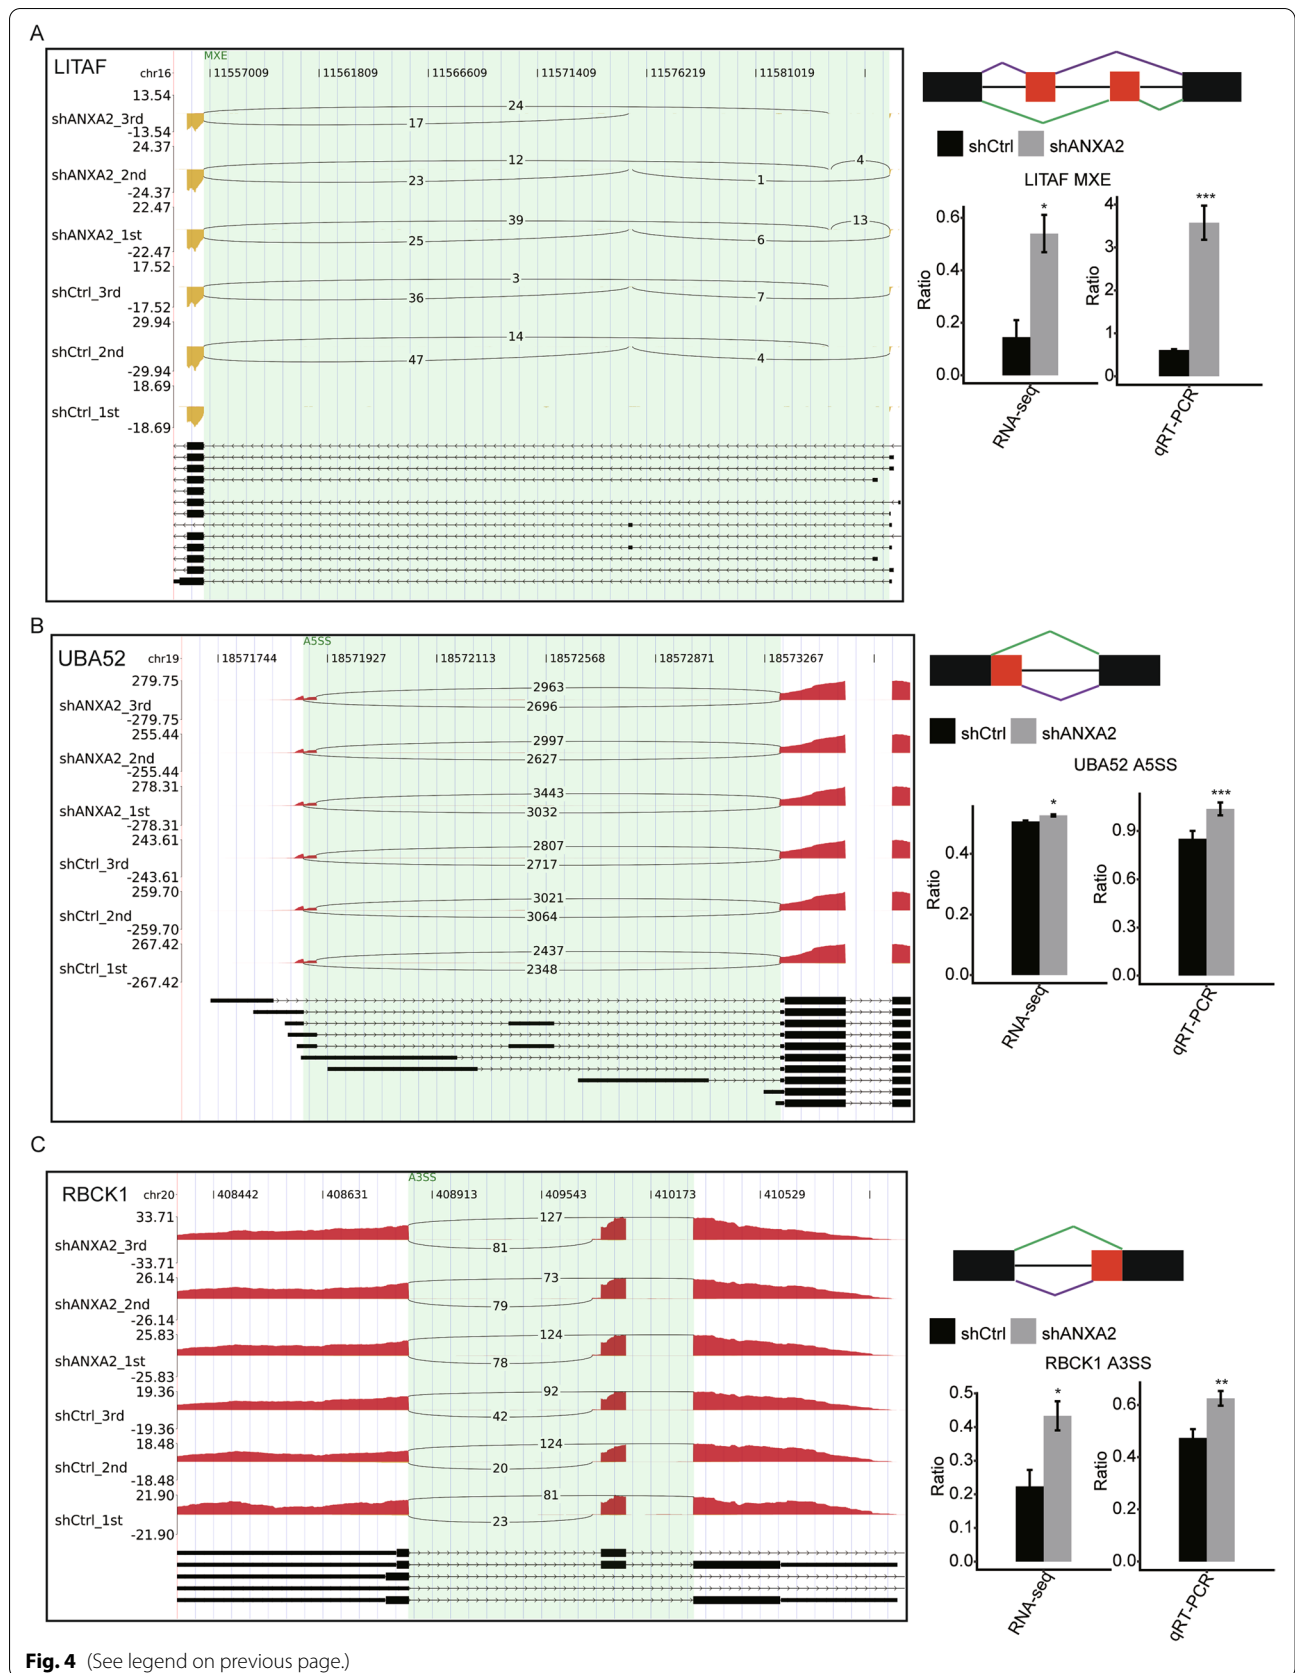 A
LITAF
MXE
chr16
11557009
11561809
11566609
11571409
11576219
11581019
13.54
shANXA2_3rd
-13.54
24
17
24.37
shANXA2_2nd
-24.37
12
23
4
1
22.47
shANXA2_1st
-22.47
39
25
13
6
17.52
shCtrl_3rd
-17.52
3
36
7
29.94
shCtrl_2nd
-29.94
14
47
4
18.69
shCtrl_1st
-18.69
shCtrl
shANXA2
LITAF MXE
Ratio
0.6
0.4
0.2
0.0
*
RNA-seq
Ratio
4
3
2
1
0
***
qRT-PCR
B
UBA52
A5SS
chr19
18571744
18571927
18572113
18572568
18572871
18573267
279.75
shANXA2_3rd
-279.75
2963
2696
255.44
shANXA2_2nd
-255.44
2997
2627
278.31
shANXA2_1st
-278.31
3443
3032
243.61
shCtrl_3rd
-243.61
2807
2717
259.70
shCtrl_2nd
-259.70
3021
3064
267.42
shCtrl_1st
-267.42
2437
2348
shCtrl
shANXA2
UBA52 A5SS
Ratio
0.4
0.2
0.0
*
RNA-seq
Ratio
0.9
0.6
0.3
0.0
***
qRT-PCR
C
RBCK1
A3SS
chr20
408442
408631
408913
409543
410173
410529
33.71
shANXA2_3rd
-33.71
127
81
26.14
shANXA2_2nd
-26.14
73
79
25.83
shANXA2_1st
-25.83
124
78
19.36
shCtrl_3rd
-19.36
92
42
18.48
shCtrl_2nd
-18.48
124
20
21.90
shCtrl_1st
-21.90
81
23
shCtrl
shANXA2
RBCK1 A3SS
Ratio
0.5
0.4
0.3
0.2
0.1
0.0
*
RNA-seq
Ratio
0.6
0.4
0.2
0.0
**
qRT-PCR
Fig. 4 (See legend on previous page.)